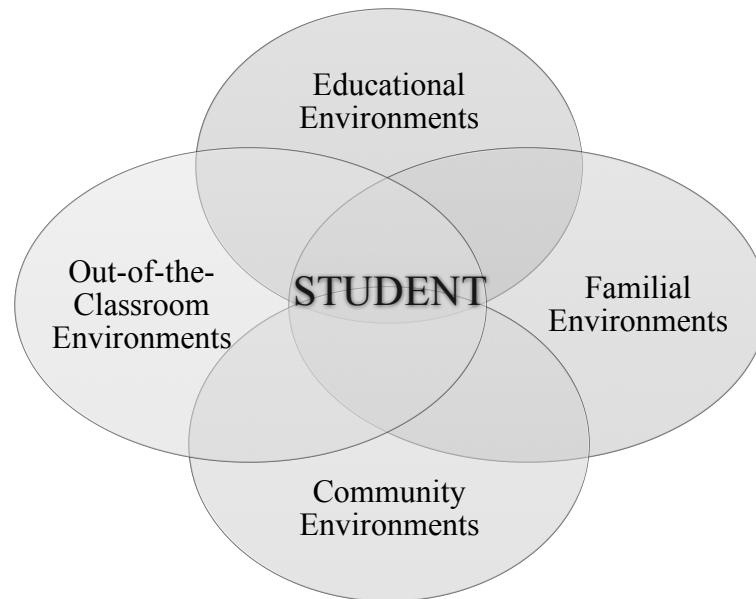 Educational
Environments
Out-of-the-
Classroom
Environments
STUDENT
Familial
Environments
Community
Environments